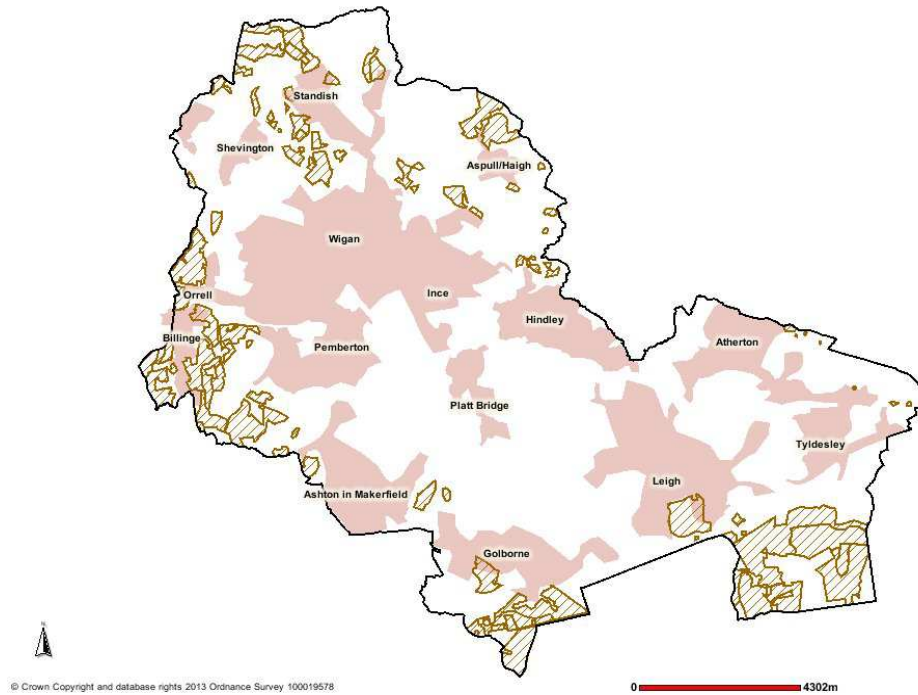 Standish
Shevington
Aspull/Haigh
Wigan
Orrell
Ince
Hindley
Billinge
Pemberton
Atherton
Platt Bridge
Tyldesley
Leigh
Ashton in Makerfield
Golborne
N
© Crown Copyright and database rights 2013 Ordnance Survey 100019578
0 4302m